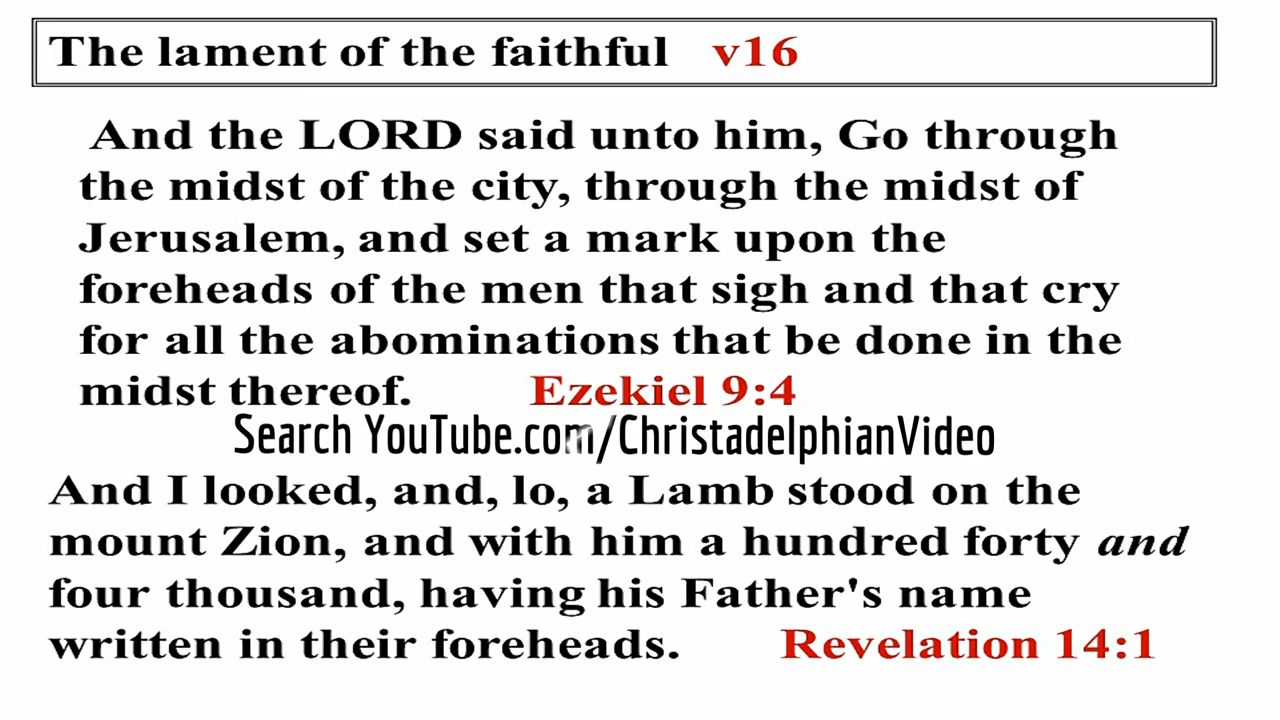 The lament of the faithful v16
And the LORD said unto him, Go through
the midst of the city, through the midst of
Jerusalem, and set a mark upon the
foreheads of the men that sigh and that cry
for all the abominations that be done in the
midst thereof. Ezekiel 9:4
Search YouTube.com/ChristadelphianVideo
And I looked, and, lo, a Lamb stood on the
mount Zion, and with him a hundred forty and
four thousand, having his Father's name
written in their foreheads. Revelation 14:1